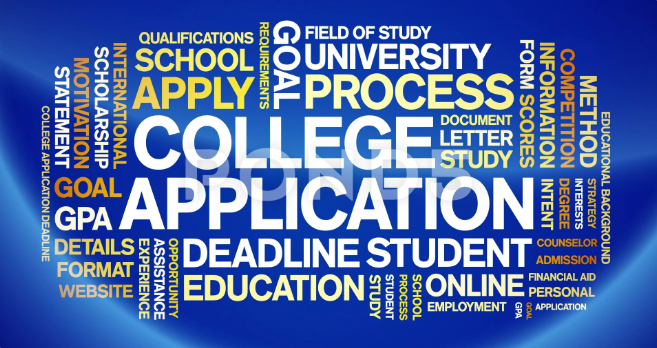 QUALIFICATIONS
SCHOOL
APPLY
REQUIREMENTS
GOAL
FIELD OF STUDY
UNIVERSITY
PROCESS
COLLEGE
DOCUMENT
LETTER
STUDY
FORM
SCORES
INFORMATION
COMPETITION
METHOD
EDUCATIONAL BACKGROUND
INTERNATIONAL
SCHOLARSHIP
MOTIVATION
STATEMENT
COLLEGE APPLICATION DEADLINE
GOAL
GPA
APPLICATION
INTENT
DEGREE
INTERESTS
STRATEGY
DETAILS
FORMAT
WEBSITE
EXPERIENCE
ASSISTANCE
OPPORTUNITY
DEADLINE
STUDENT
EDUCATION
STUDY
STUDENT
PROCESS
SCHOOL
ONLINE
EMPLOYMENT
COUNSELOR
ADMISSION
FINANCIAL AID
PERSONAL
GPA
GOAL
APPLICATION
POND5